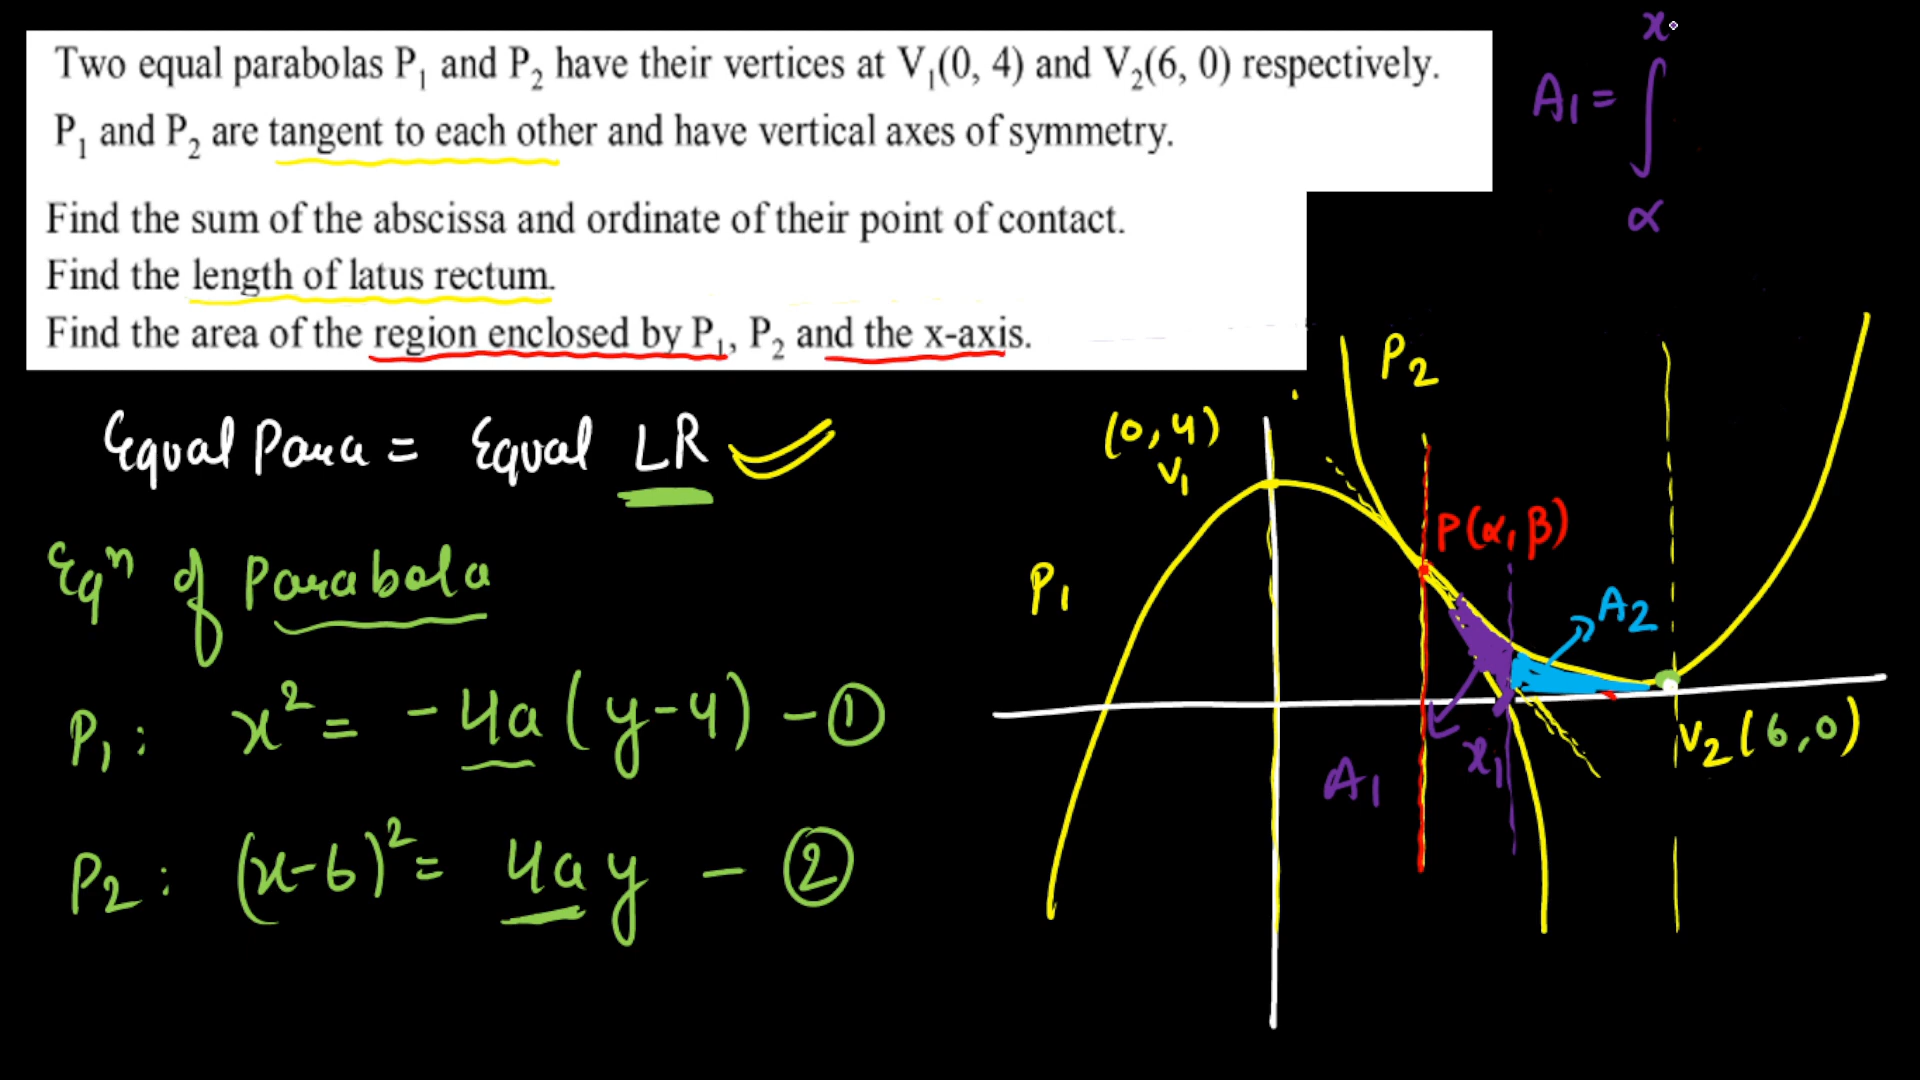 Two equal parabolas P₁ and P₂ have their vertices at V₁(0, 4) and V₂(6, 0) respectively.
P₁ and P₂ are tangent to each other and have vertical axes of symmetry.
Find the sum of the abscissa and ordinate of their point of contact.
Find the length of latus rectum.
Find the area of the region enclosed by P₁, P₂ and the x-axis.
x
A₁ = ∫
α
Equal Para = Equal LR
Eqⁿ of Parabola
P₁ : x² = -4a(y-4) - ①
P₂ : (x-6)² = 4ay - ②
P₂
(0,4)
V₁
P(α,β)
P₁
A₂
A₁
x₁
V₂(6,0)